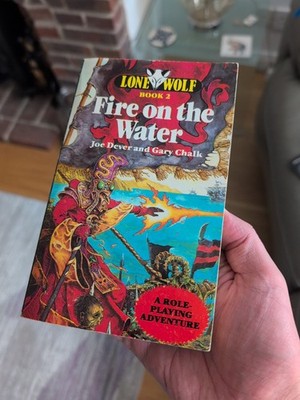 LONE WOLF
BOOK 2
Fire on the
Water
Joe Dever and Gary Chalk
A ROLE-
PLAYING
ADVENTURE